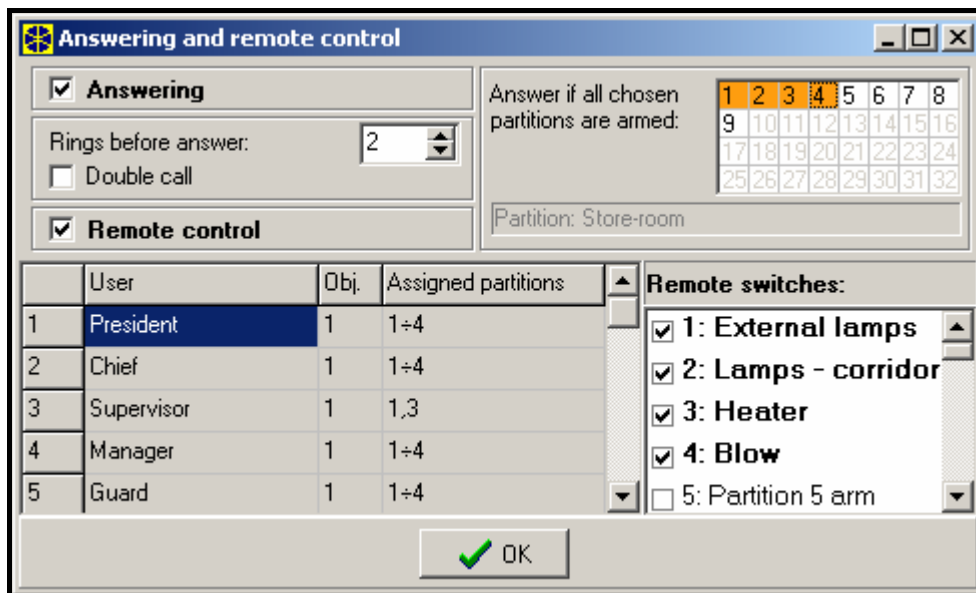 Answering and remote control
Answering
Rings before answer: 2
Double call
Remote control
Answer if all chosen
partitions are armed:
1 2 3 4 5 6 7 8
9 10 11 12 13 14 15 16
17 18 19 20 21 22 23 24
25 26 27 28 29 30 31 32
Partition: Store-room
User Obj. Assigned partitions
1 President 1 1÷4
2 Chief 1 1÷4
3 Supervisor 1 1,3
4 Manager 1 1÷4
5 Guard 1 1÷4
Remote switches:
1: External lamps
2: Lamps - corridor
3: Heater
4: Blow
5: Partition 5 arm
OK